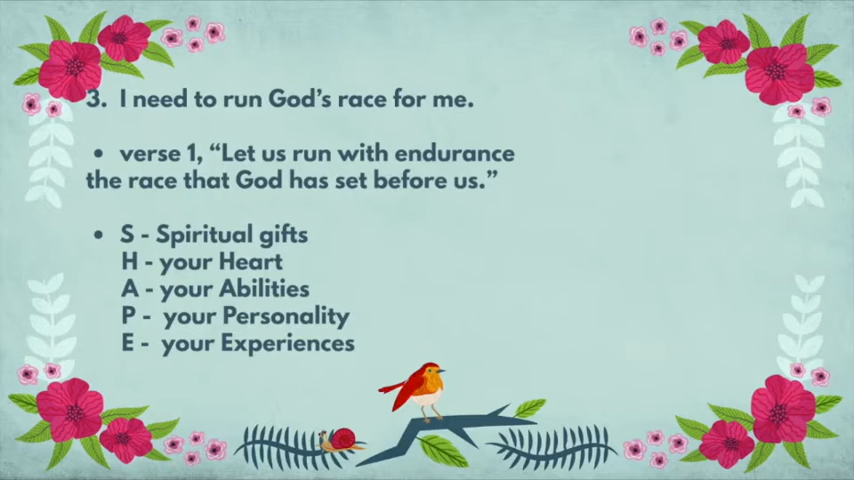 3. I need to run God’s race for me.
• verse 1, “Let us run with endurance
the race that God has set before us.”
• S - Spiritual gifts
H - your Heart
A - your Abilities
P - your Personality
E - your Experiences